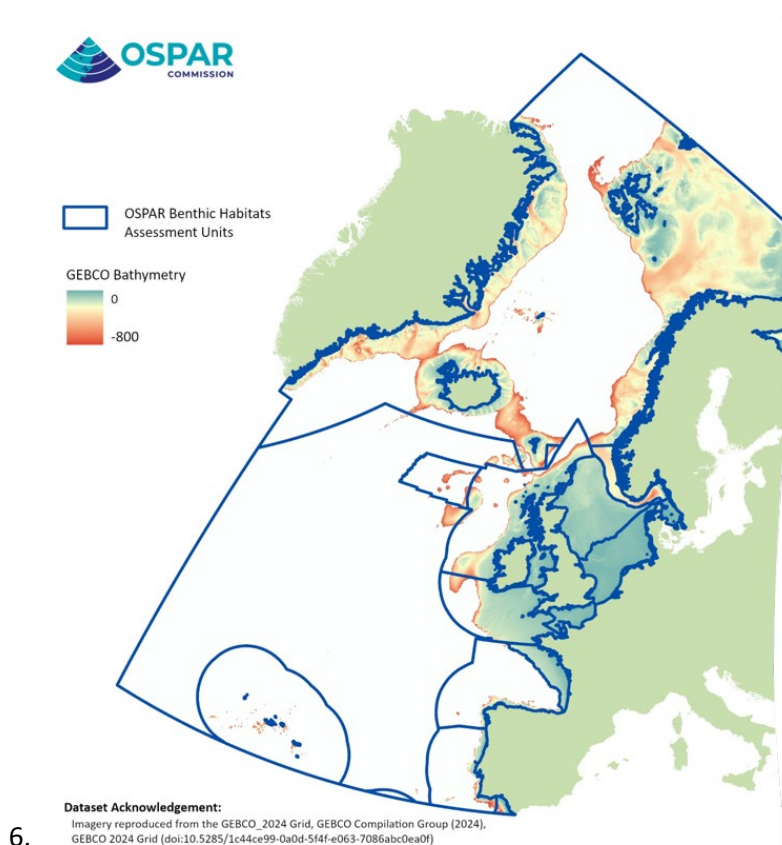 OSPAR
COMMISSION
OSPAR Benthic Habitats
Assessment Units
GEBCO Bathymetry
0
-800
Dataset Acknowledgement:
Imagery reproduced from the GEBCO_2024 Grid, GEBCO Compilation Group (2024),
6. GEBCO 2024 Grid (doi:10.5285/1c44ce99-0a0d-5f4f-e063-7086abc0ea0f)